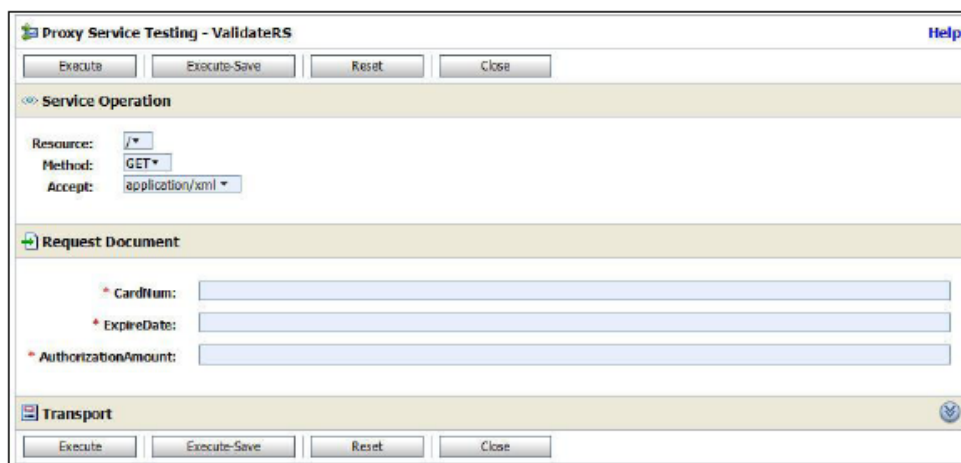 Proxy Service Testing - ValidateRS Help
Execute Execute-Save Reset Close
Service Operation
Resource: /*
Method: GET
Accept: application/xml
Request Document
* CardNum:
* ExpireDate:
* AuthorizationAmount:
Transport
Execute Execute-Save Reset Close